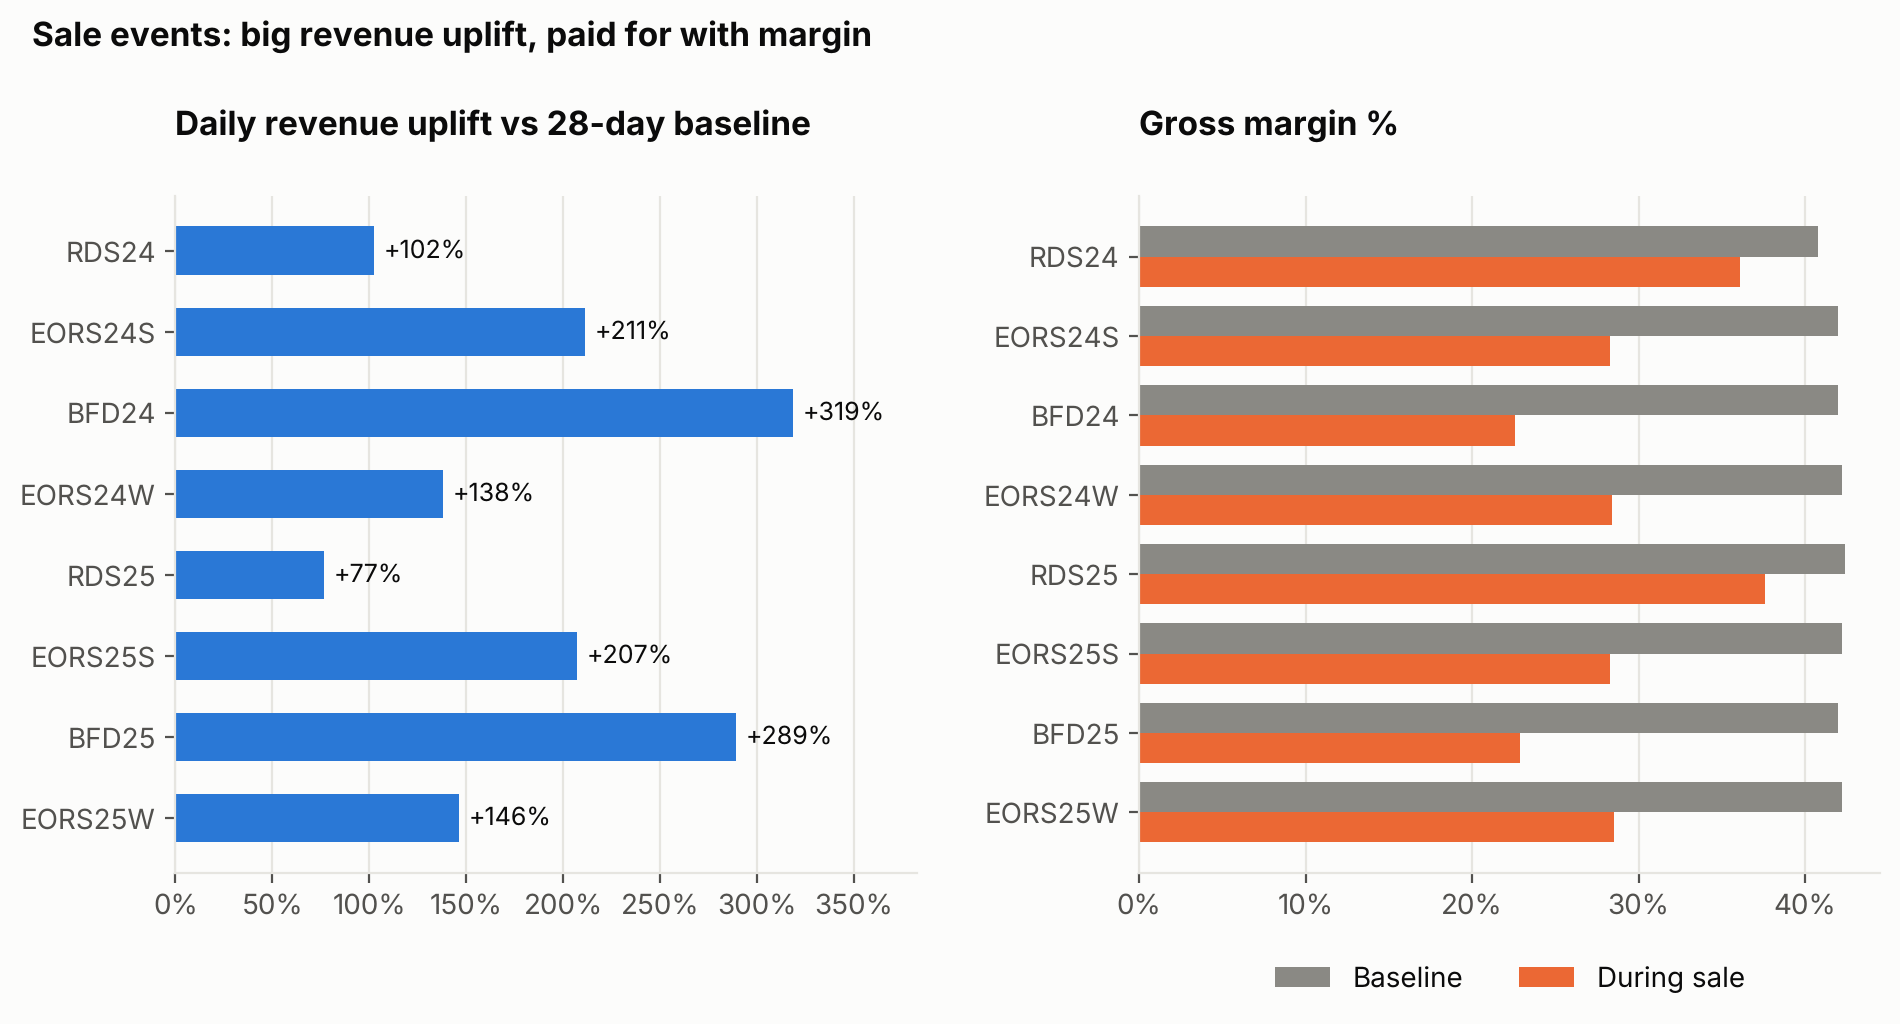 Sale events: big revenue uplift, paid for with margin
Daily revenue uplift vs 28-day baseline
RDS24
+102%
EORS24S
+211%
BFD24
+319%
EORS24W
+138%
RDS25
+77%
EORS25S
+207%
BFD25
+289%
EORS25W
+146%
0% 50% 100% 150% 200% 250% 300% 350%
Gross margin %
RDS24
EORS24S
BFD24
EORS24W
RDS25
EORS25S
BFD25
EORS25W
0% 10% 20% 30% 40%
Baseline During sale